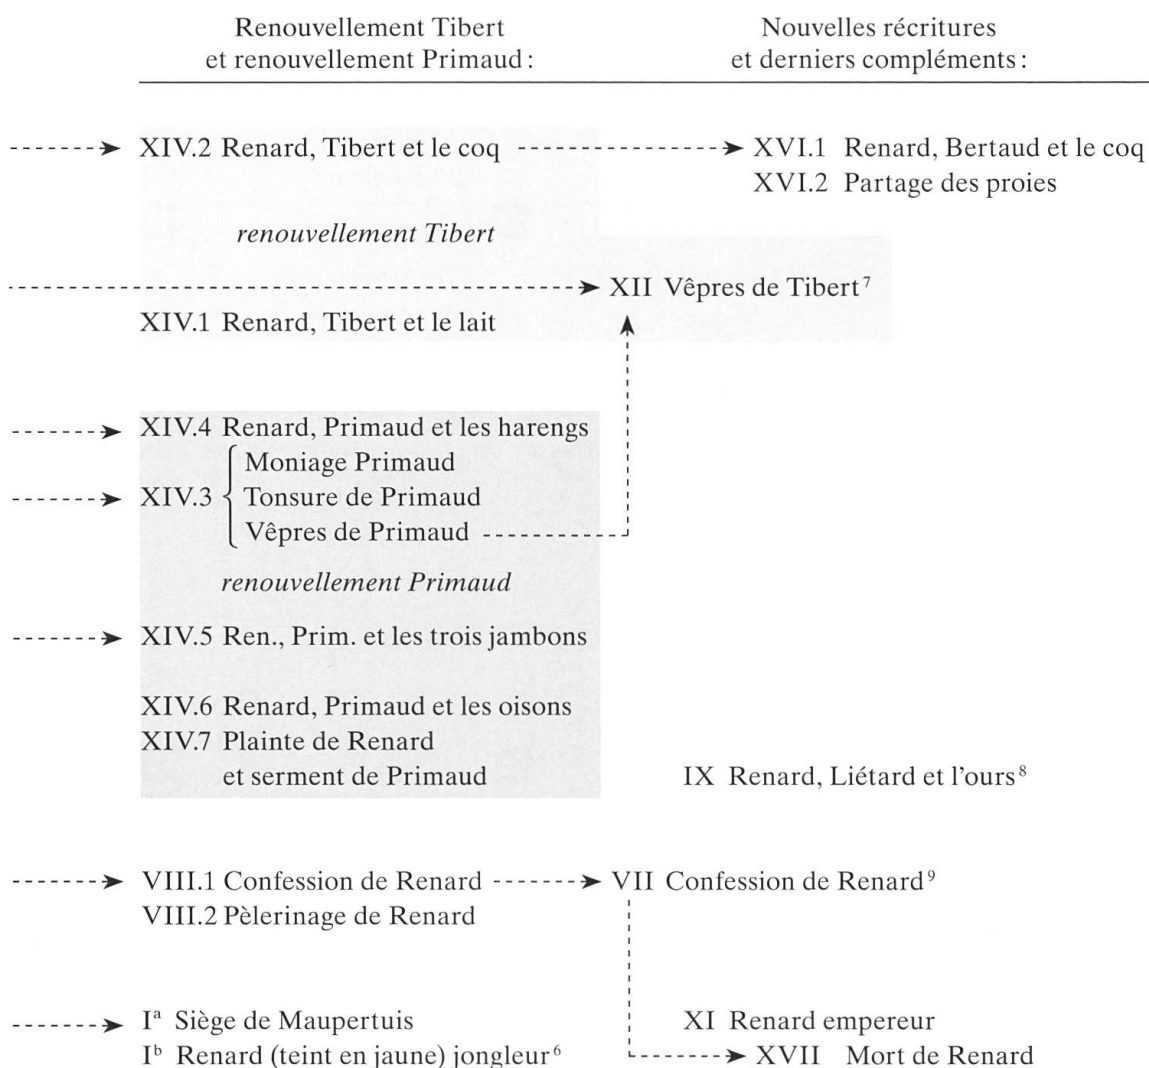 Renouvellement Tibert
et renouvellement Primaud :
Nouvelles récritures
et derniers compléments :
XIV.2 Renard, Tibert et le coq
XVI.1 Renard, Bertaud et le coq
XVI.2 Partage des proies
renouvellement Tibert
XII Vêpres de Tibert⁷
XIV.1 Renard, Tibert et le lait
XIV.4 Renard, Primaud et les harengs
Moniage Primaud
XIV.3 Tonsure de Primaud
Vêpres de Primaud
renouvellement Primaud
XIV.5 Ren., Prim. et les trois jambons
XIV.6 Renard, Primaud et les oisons
XIV.7 Plainte de Renard
et serment de Primaud
IX Renard, Liétard et l'ours⁸
VIII.1 Confession de Renard
VII Confession de Renard⁹
VIII.2 Pèlerinage de Renard
Iᵃ Siège de Maupertuis
XI Renard empereur
Iᵇ Renard (teint en jaune) jongleur⁶
XVII Mort de Renard